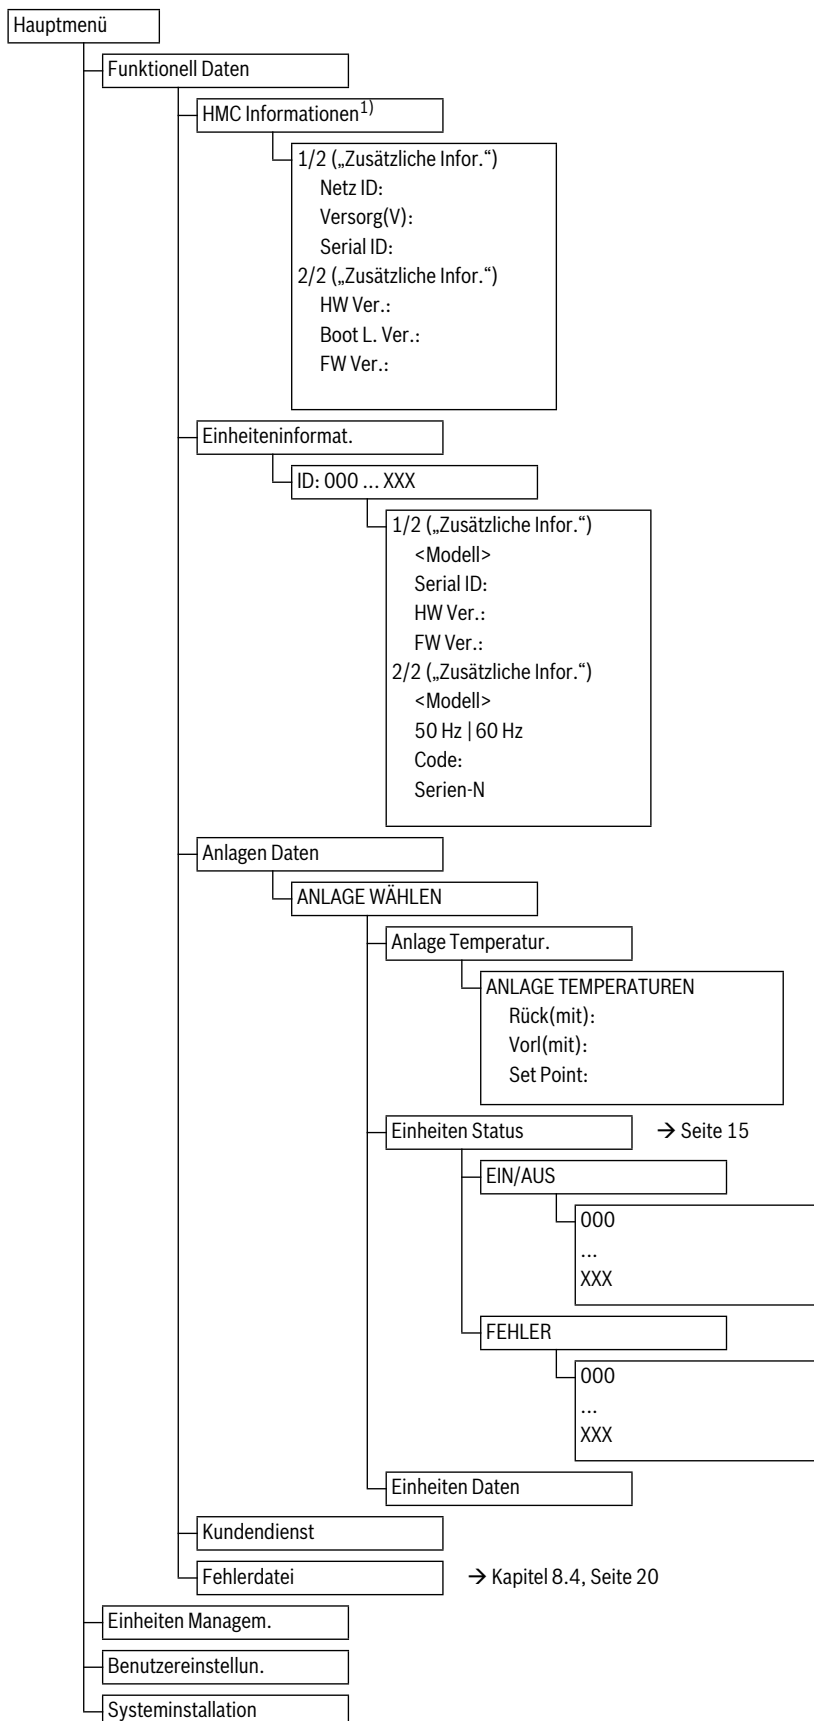 Hauptmenü
Funktionell Daten
HMC Informationen1)
1/2 („Zusätzliche Infor.“)
Netz ID:
Versorg(V):
Serial ID:
2/2 („Zusätzliche Infor.“)
HW Ver.:
Boot L. Ver.:
FW Ver.:
Einheiteninformat.
ID: 000 ... XXX
1/2 („Zusätzliche Infor.“)
<Modell>
Serial ID:
HW Ver.:
FW Ver.:
2/2 („Zusätzliche Infor.“)
<Modell>
50 Hz | 60 Hz
Code:
Serien-N
Anlagen Daten
ANLAGE WÄHLEN
Anlage Temperatur.
ANLAGE TEMPERATUREN
Rück(mit):
Vorl(mit):
Set Point:
Einheiten Status → Seite 15
EIN/AUS
000
...
XXX
FEHLER
000
...
XXX
Einheiten Daten
Kundendienst
Fehlerdatei → Kapitel 8.4, Seite 20
Einheiten Managem.
Benutzereinstellun.
Systeminstallation